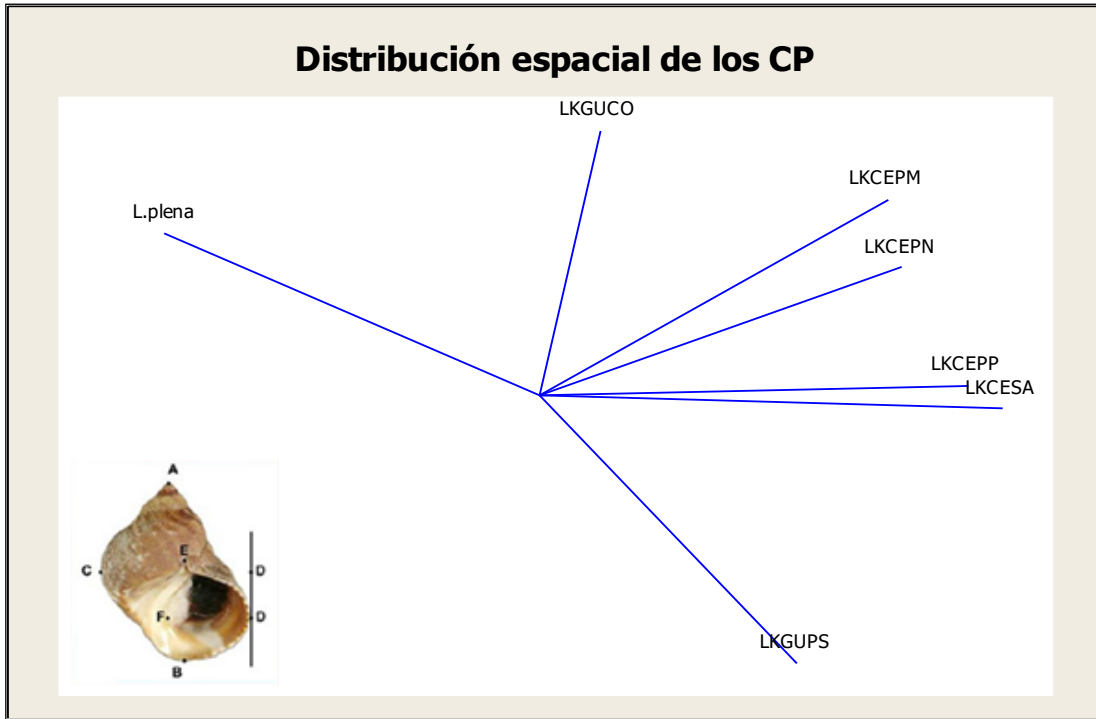 Distribución espacial de los CP
LKGUCO
LKCEPM
L.plena
LKCEPN
LKCEPP
LKCESA
LKGUPS
A
E
C
D
F
D
B